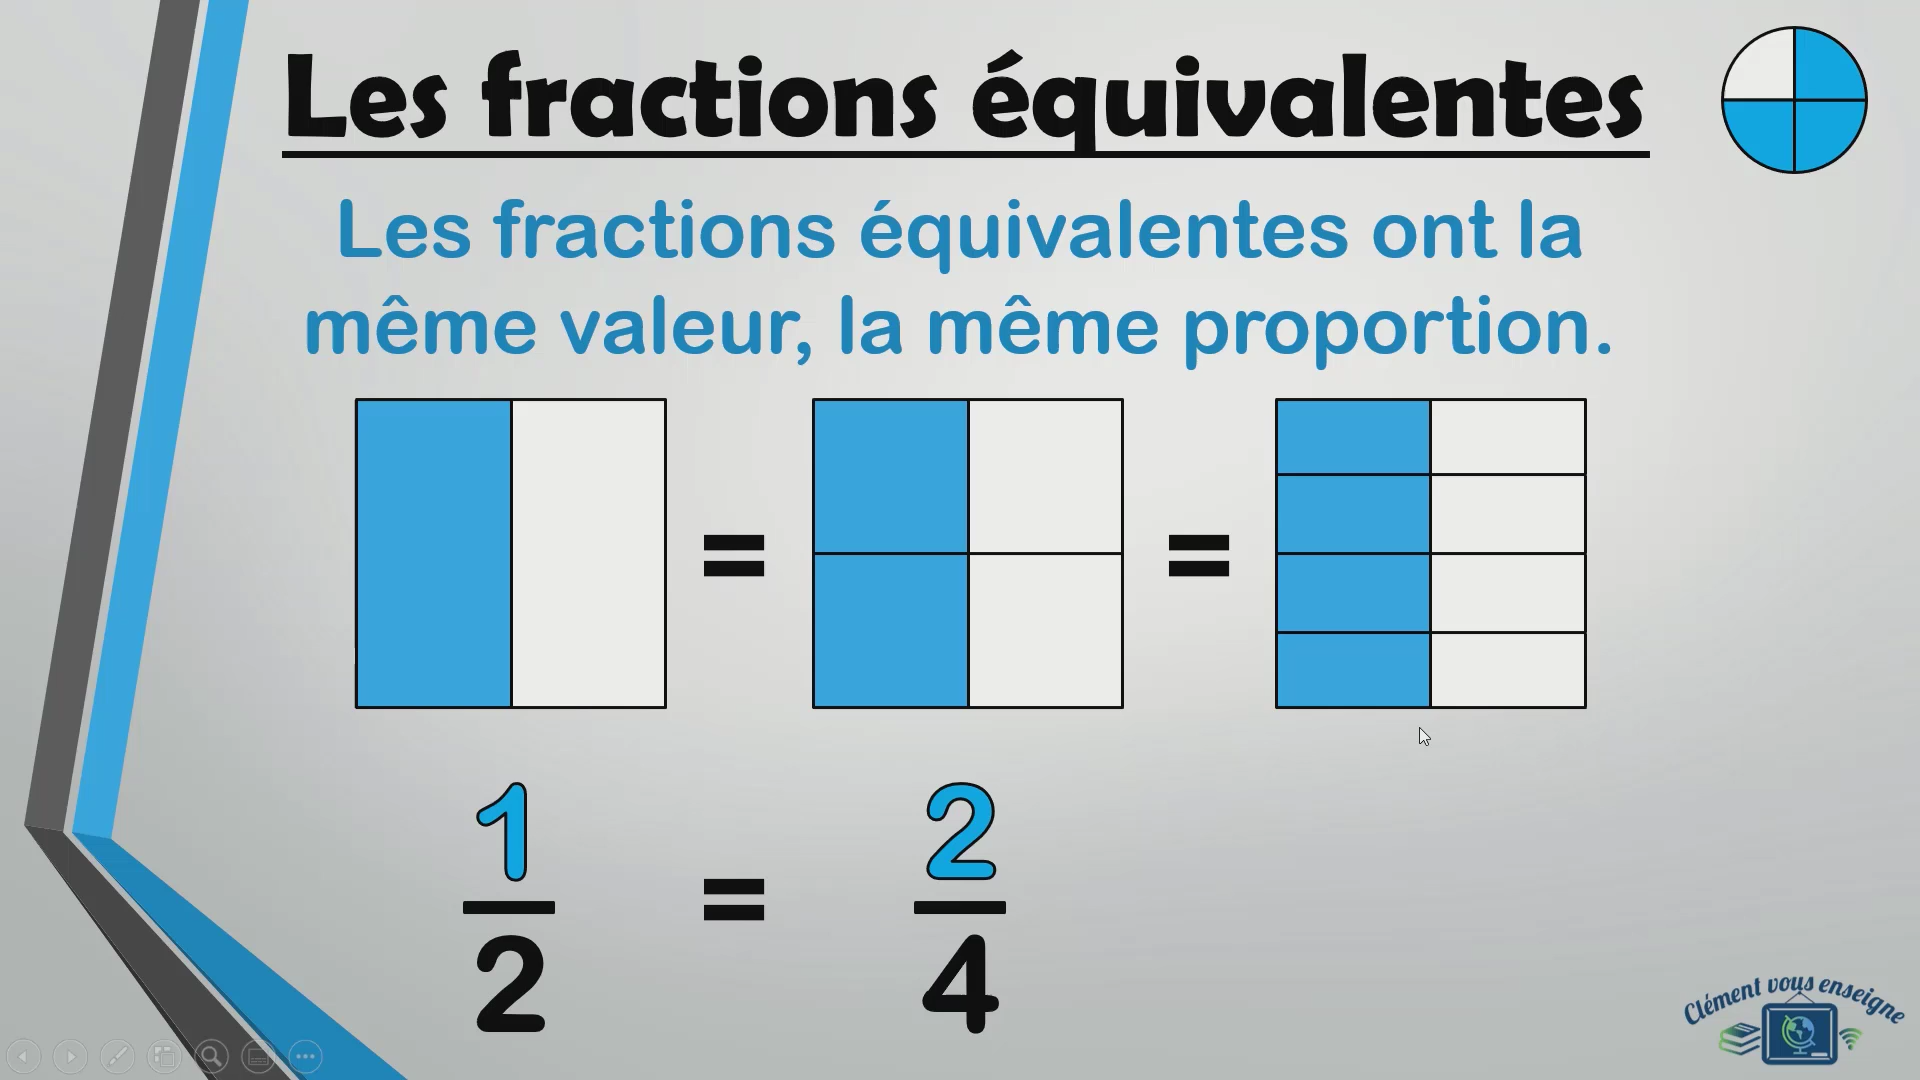 Les fractions équivalentes
Les fractions équivalentes ont la
même valeur, la même proportion.
= =
1/2 = 2/4
Clément vous enseigne